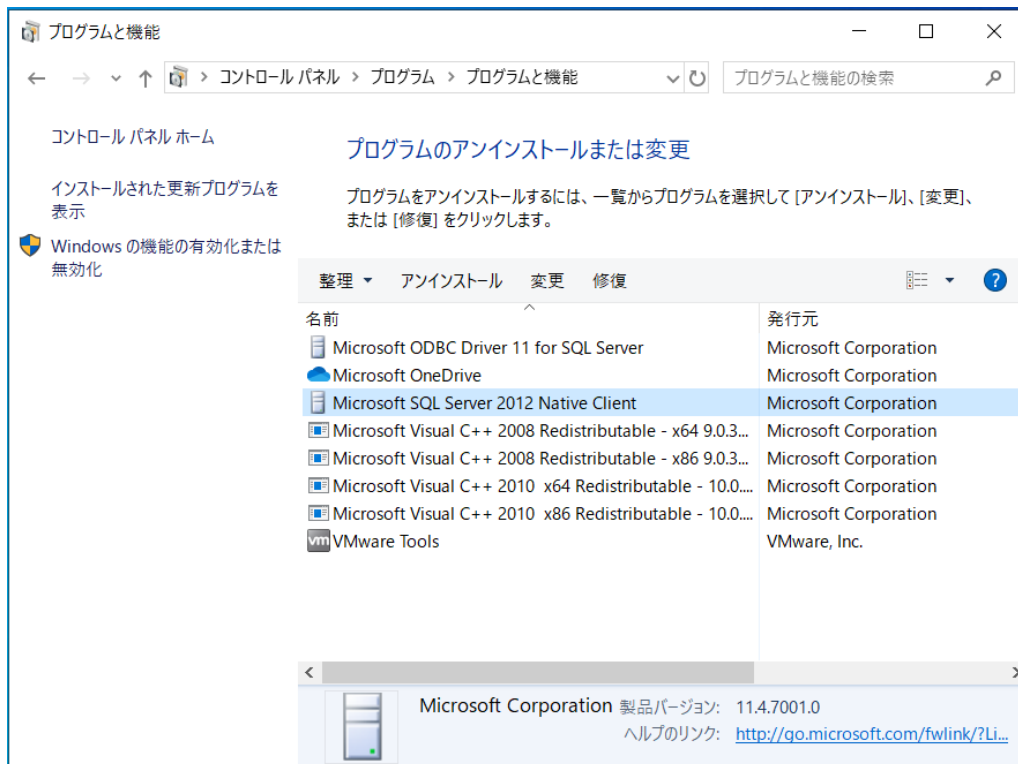 プログラムと機能
コントロール パネル > プログラム > プログラムと機能
プログラムと機能の検索
コントロール パネル ホーム
インストールされた更新プログラムを
表示
Windows の機能の有効化または
無効化
プログラムのアンインストールまたは変更
プログラムをアンインストールするには、一覧からプログラムを選択して [アンインストール]、[変更]、
または [修復] をクリックします。
整理 アンインストール 変更 修復
名前 発行元
Microsoft ODBC Driver 11 for SQL Server Microsoft Corporation
Microsoft OneDrive Microsoft Corporation
Microsoft SQL Server 2012 Native Client Microsoft Corporation
Microsoft Visual C++ 2008 Redistributable - x64 9.0.3... Microsoft Corporation
Microsoft Visual C++ 2008 Redistributable - x86 9.0.3... Microsoft Corporation
Microsoft Visual C++ 2010 x64 Redistributable - 10.0.... Microsoft Corporation
Microsoft Visual C++ 2010 x86 Redistributable - 10.0.... Microsoft Corporation
vm VMware Tools VMware, Inc.
Microsoft Corporation 製品バージョン: 11.4.7001.0
ヘルプのリンク: http://go.microsoft.com/fwlink/?Li...